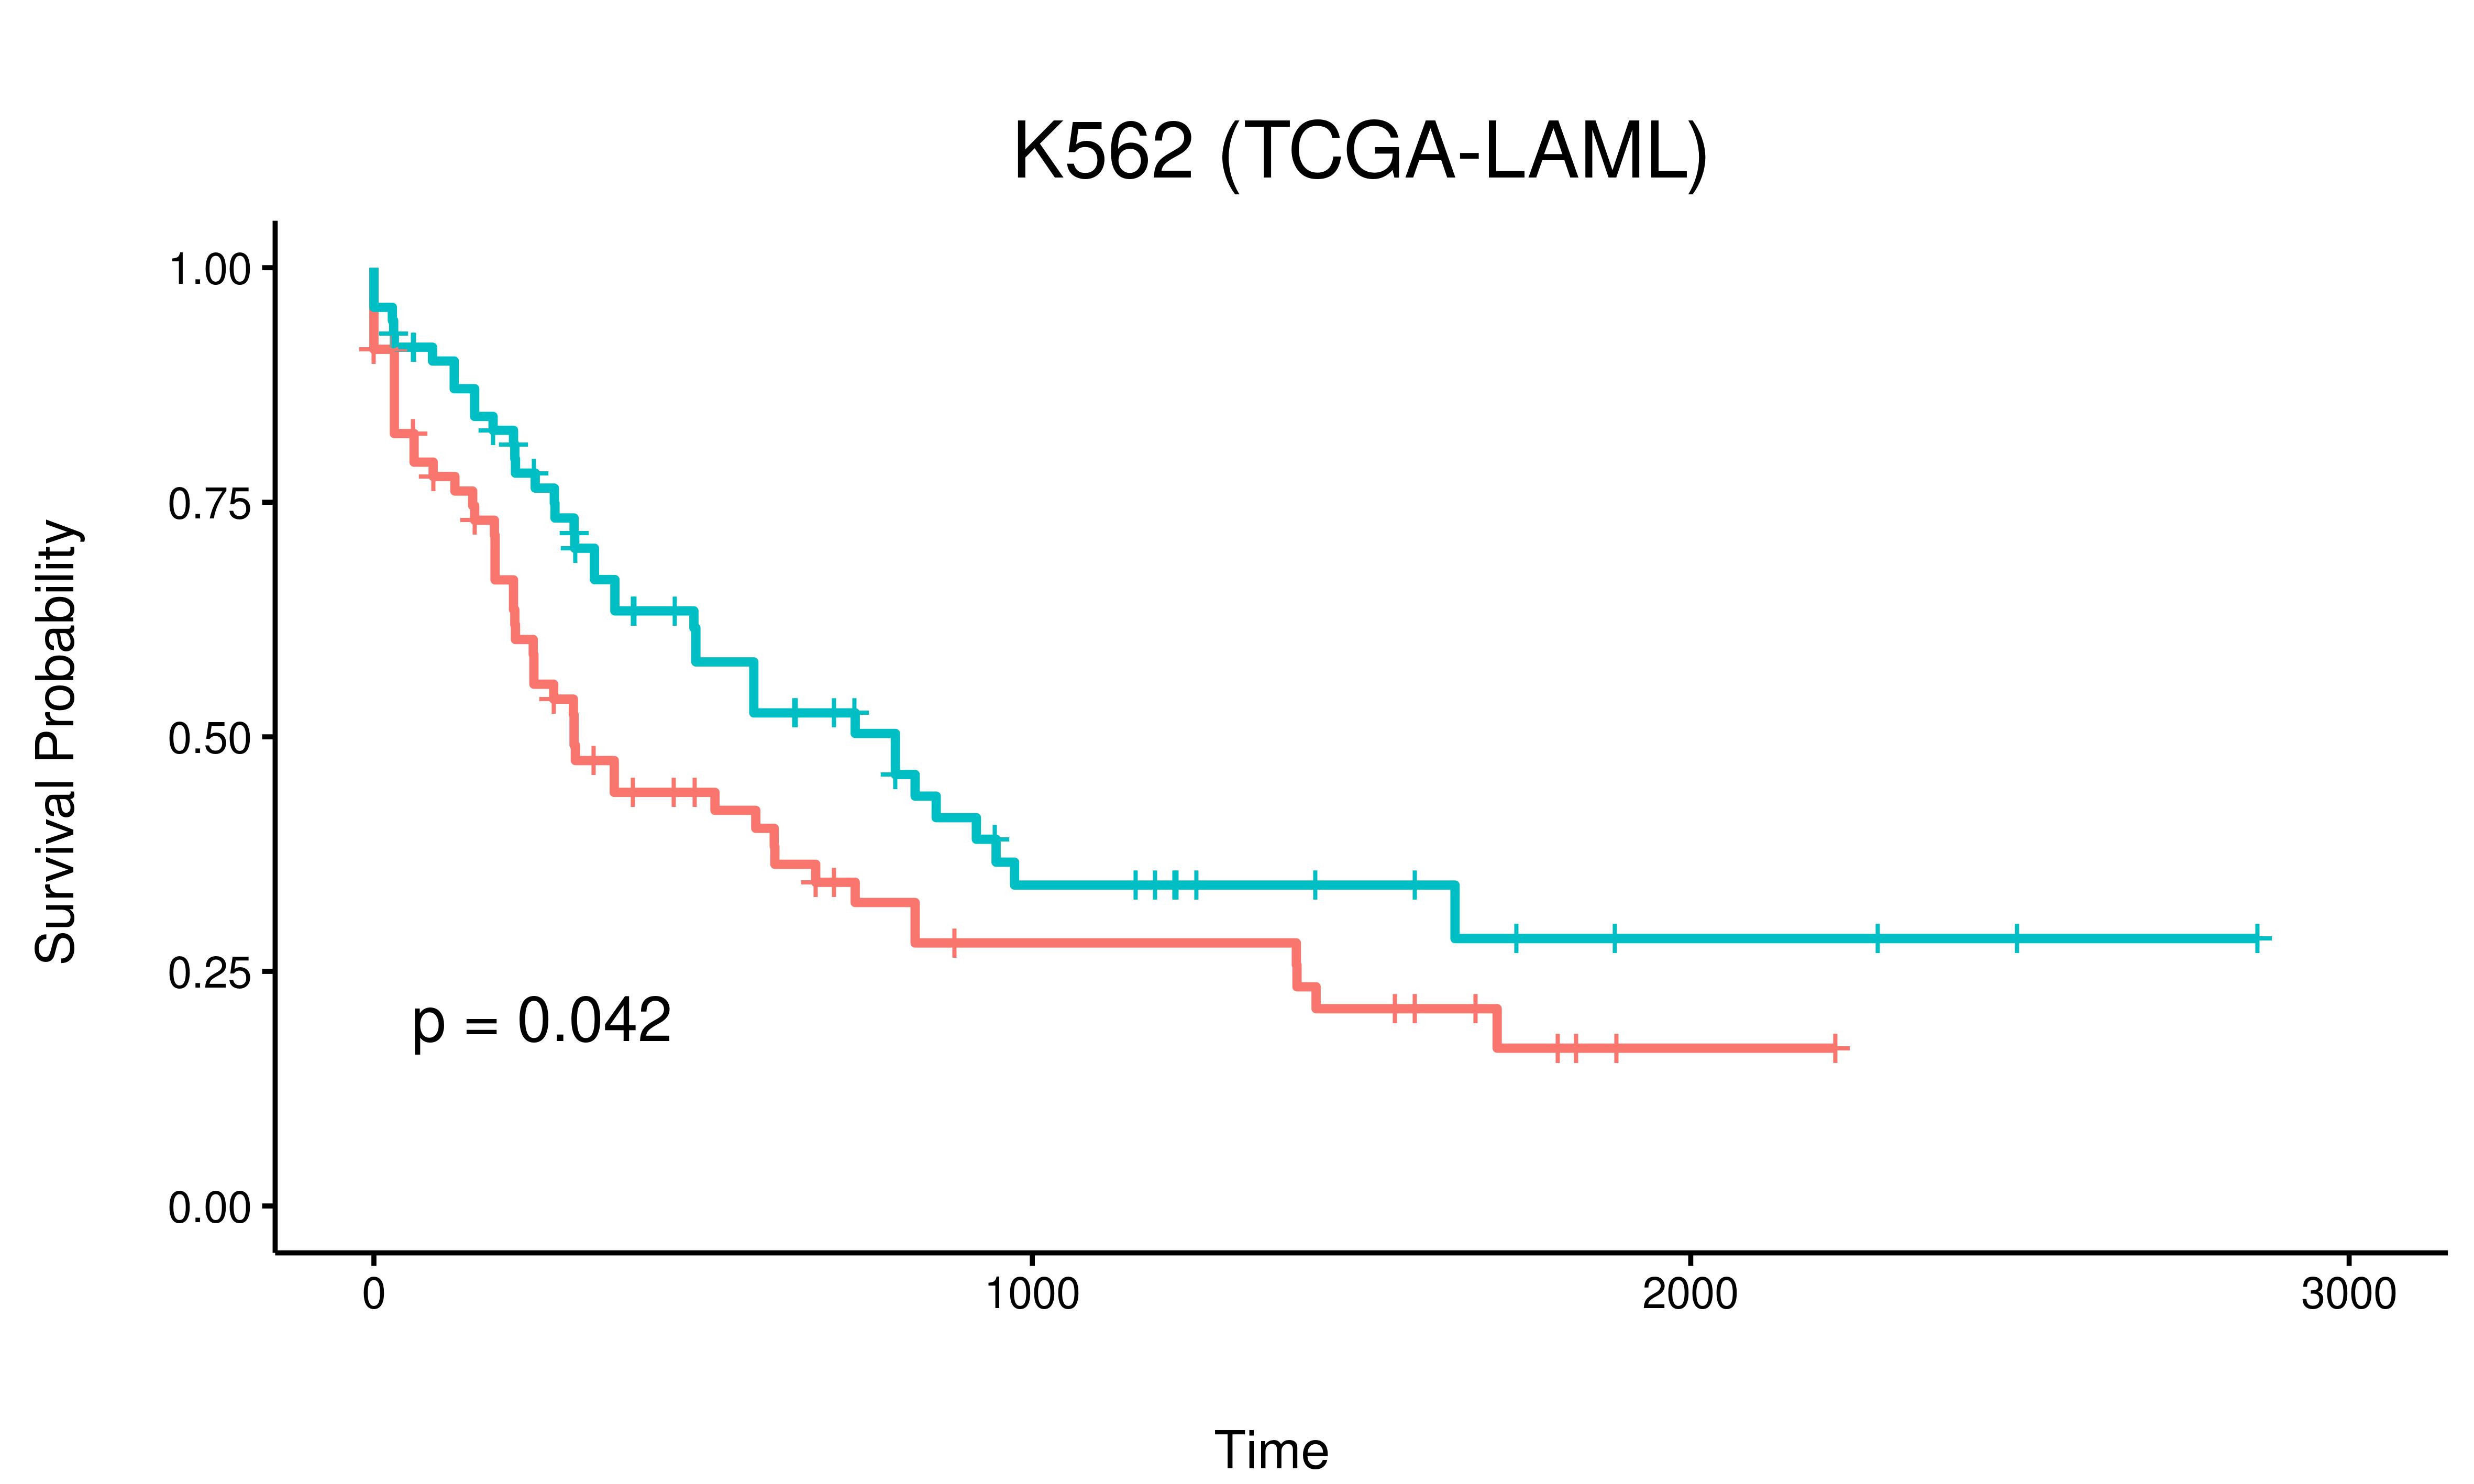 K562 (TCGA-LAML)
Survival Probability
1.00
0.75
0.50
0.25
0.00
p = 0.042
0 1000 2000 3000
Time